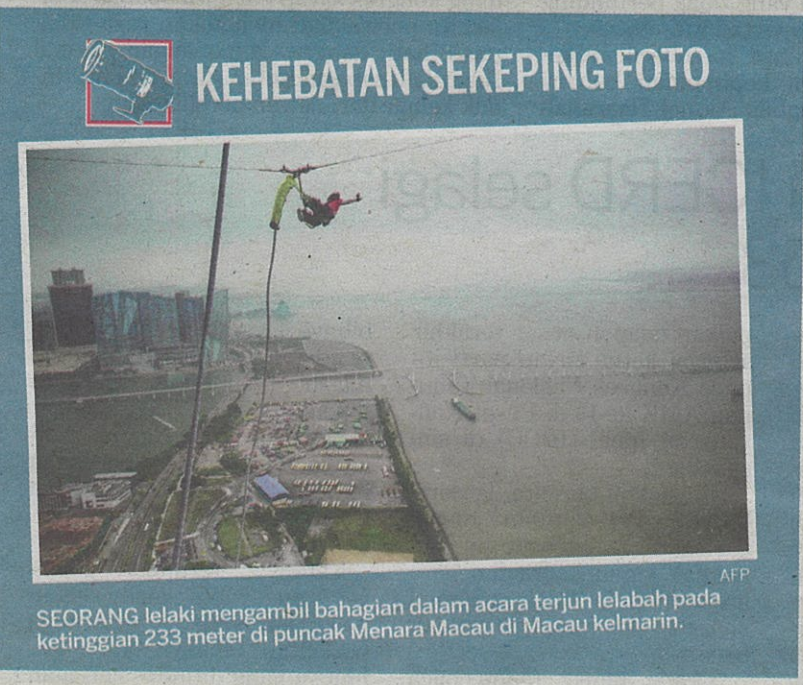 KEHEBATAN SEKEPING FOTO
AFP
SEORANG lelaki mengambil bahagian dalam acara terjun lelabah pada
ketinggian 233 meter di puncak Menara Macau di Macau kelmarin.